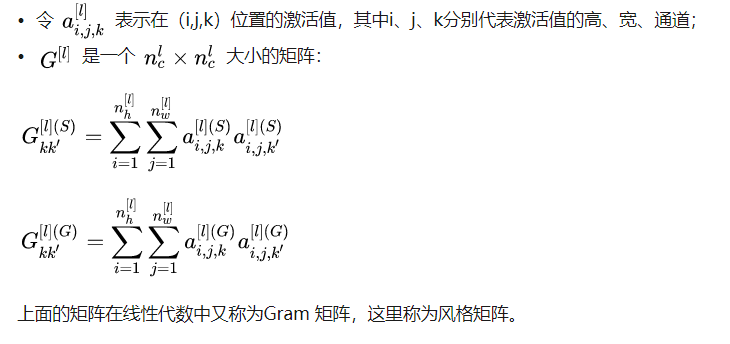 • 令 $a_{i,j,k}^{[l]}$ 表示在（i,j,k）位置的激活值，其中i、j、k分别代表激活值的高、宽、通道；
• $G^{[l]}$ 是一个 $n_c^l \times n_c^l$ 大小的矩阵：
$G_{kk'}^{[l](S)} = \sum_{i=1}^{n_h^{[l]}} \sum_{j=1}^{n_w^{[l]}} a_{i,j,k}^{[l](S)} a_{i,j,k'}^{[l](S)}$
$G_{kk'}^{[l](G)} = \sum_{i=1}^{n_h^{[l]}} \sum_{j=1}^{n_w^{[l]}} a_{i,j,k}^{[l](G)} a_{i,j,k'}^{[l](G)}$
上面的矩阵在线性代数中又称为Gram 矩阵，这里称为风格矩阵。